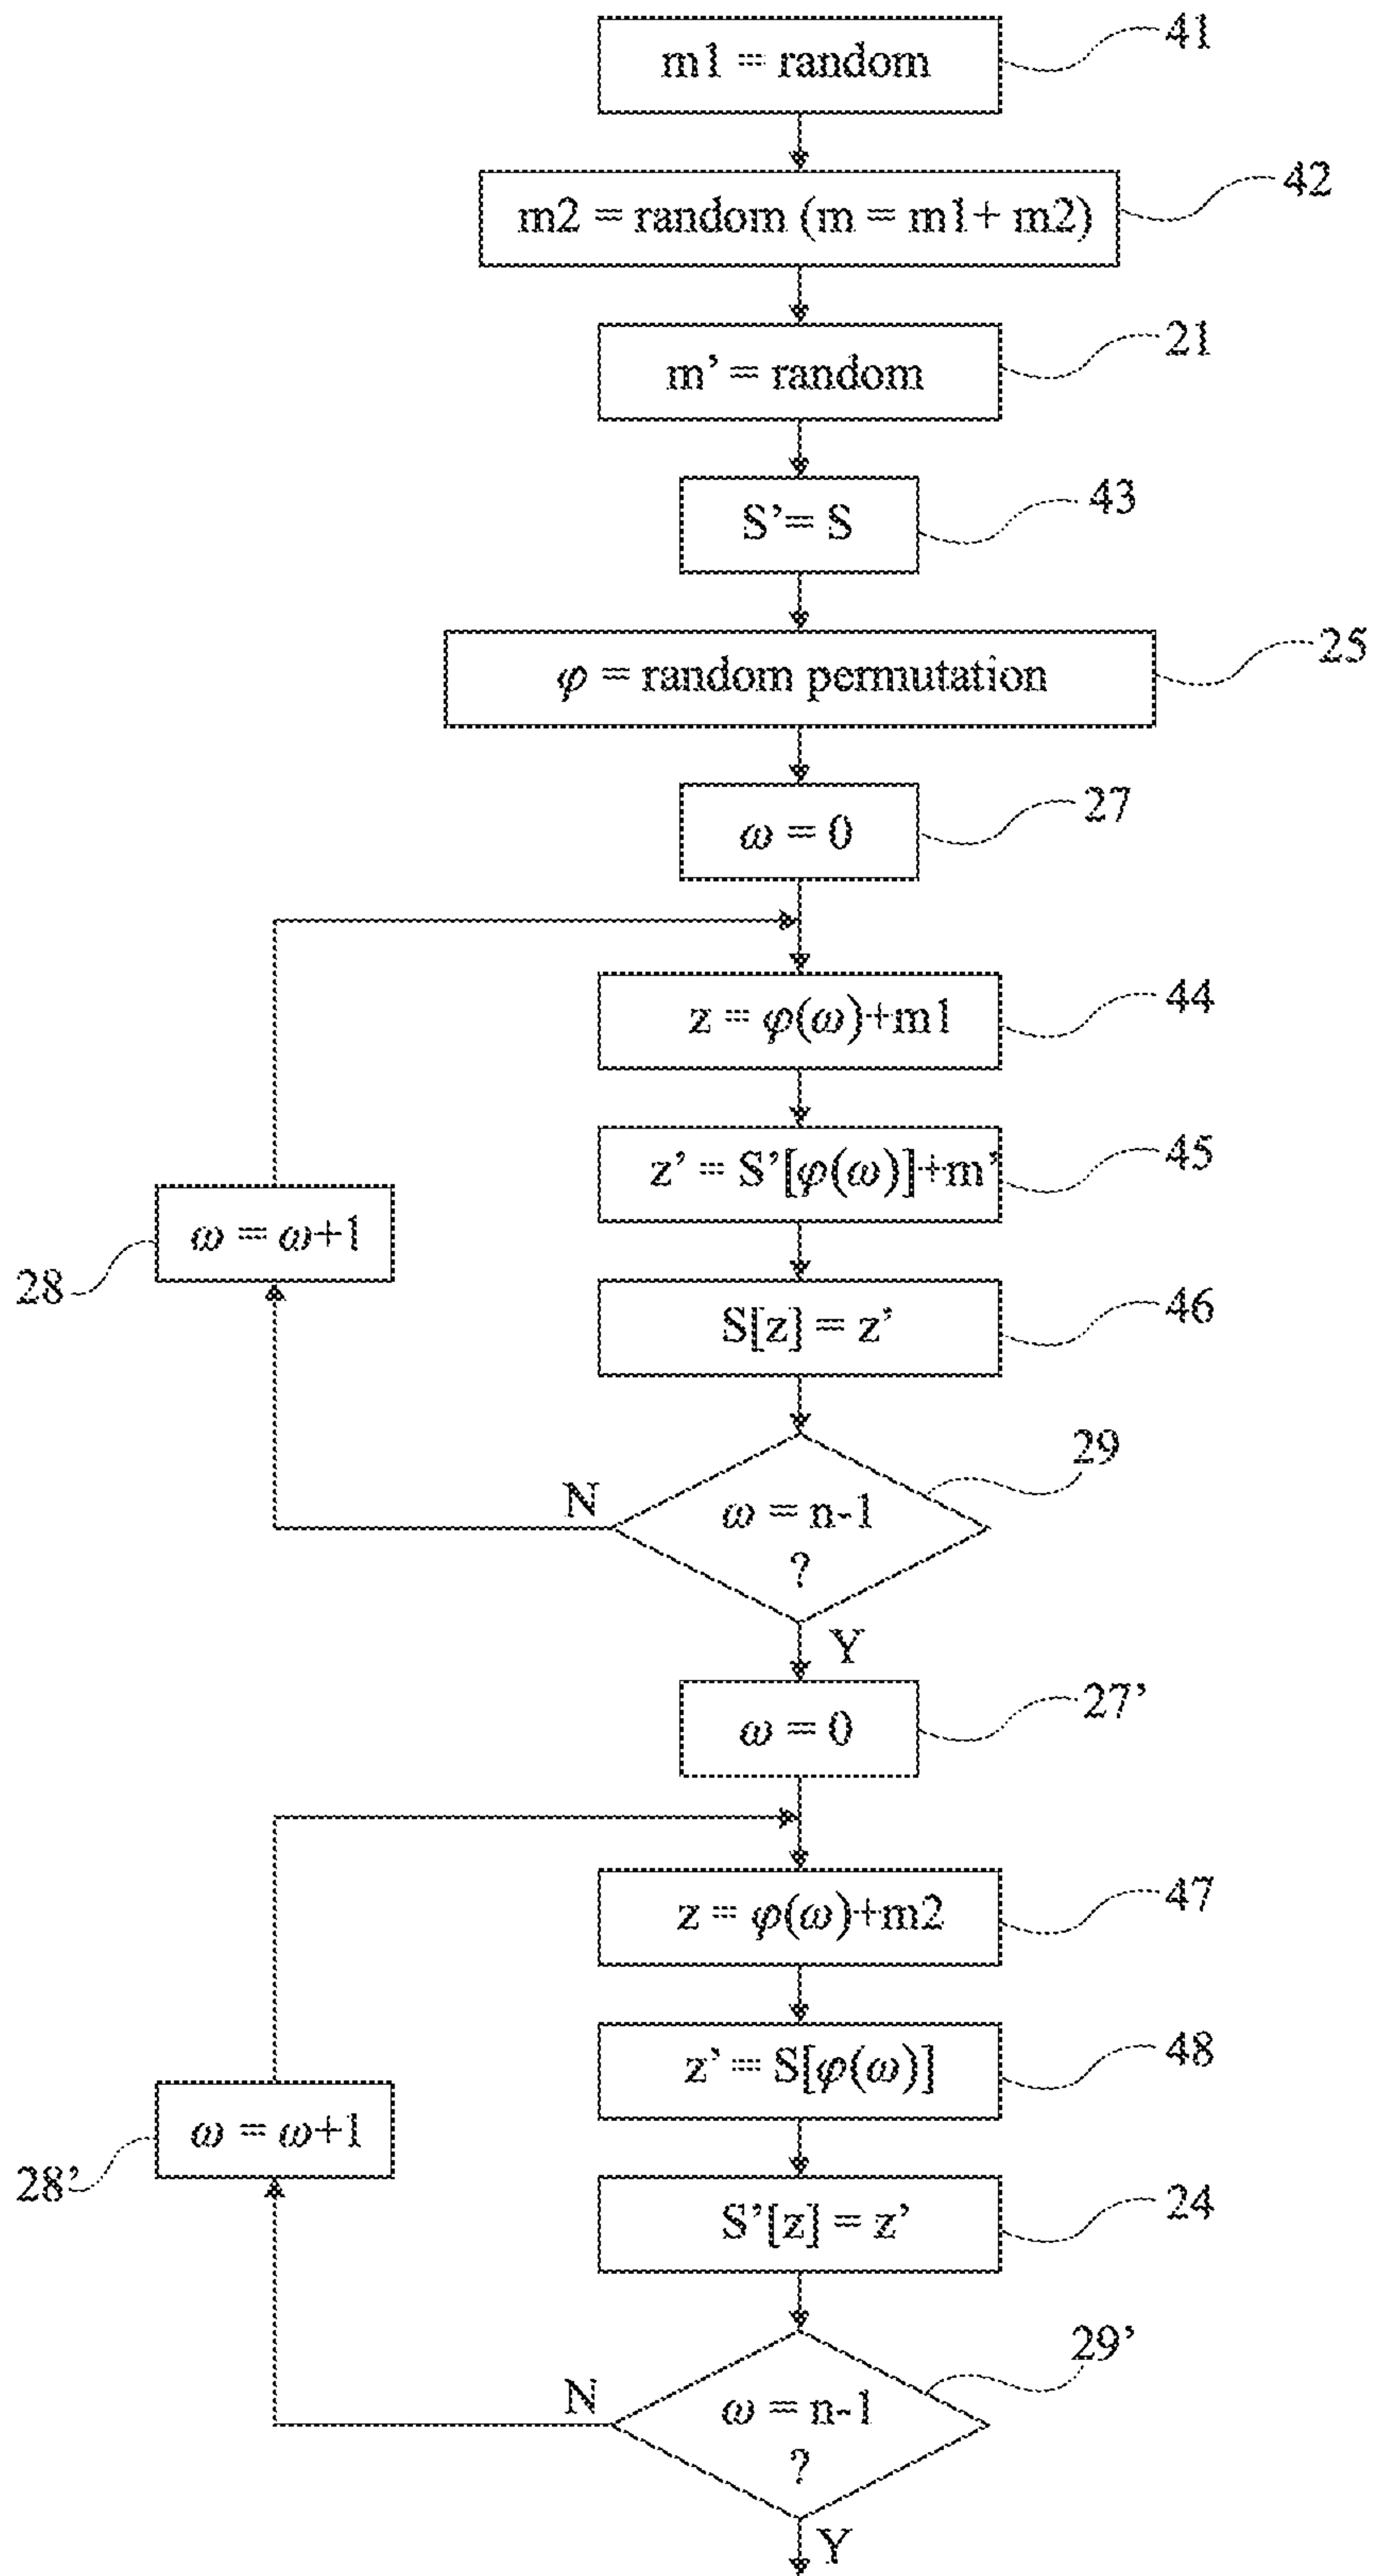 m1 = random
41
m2 = random (m = m1+ m2)
42
m’ = random
21
S’= S
43
φ = random permutation
25
ω = 0
27
z = φ(ω)+m1
44
z’ = S’[φ(ω)]+m’
45
ω = ω+1
28
S[z] = z’
46
ω = n-1
?
29
N
Y
ω = 0
27’
z = φ(ω)+m2
47
z’ = S[φ(ω)]
48
ω = ω+1
28’
S’[z] = z’
24
ω = n-1
?
29’
N
Y